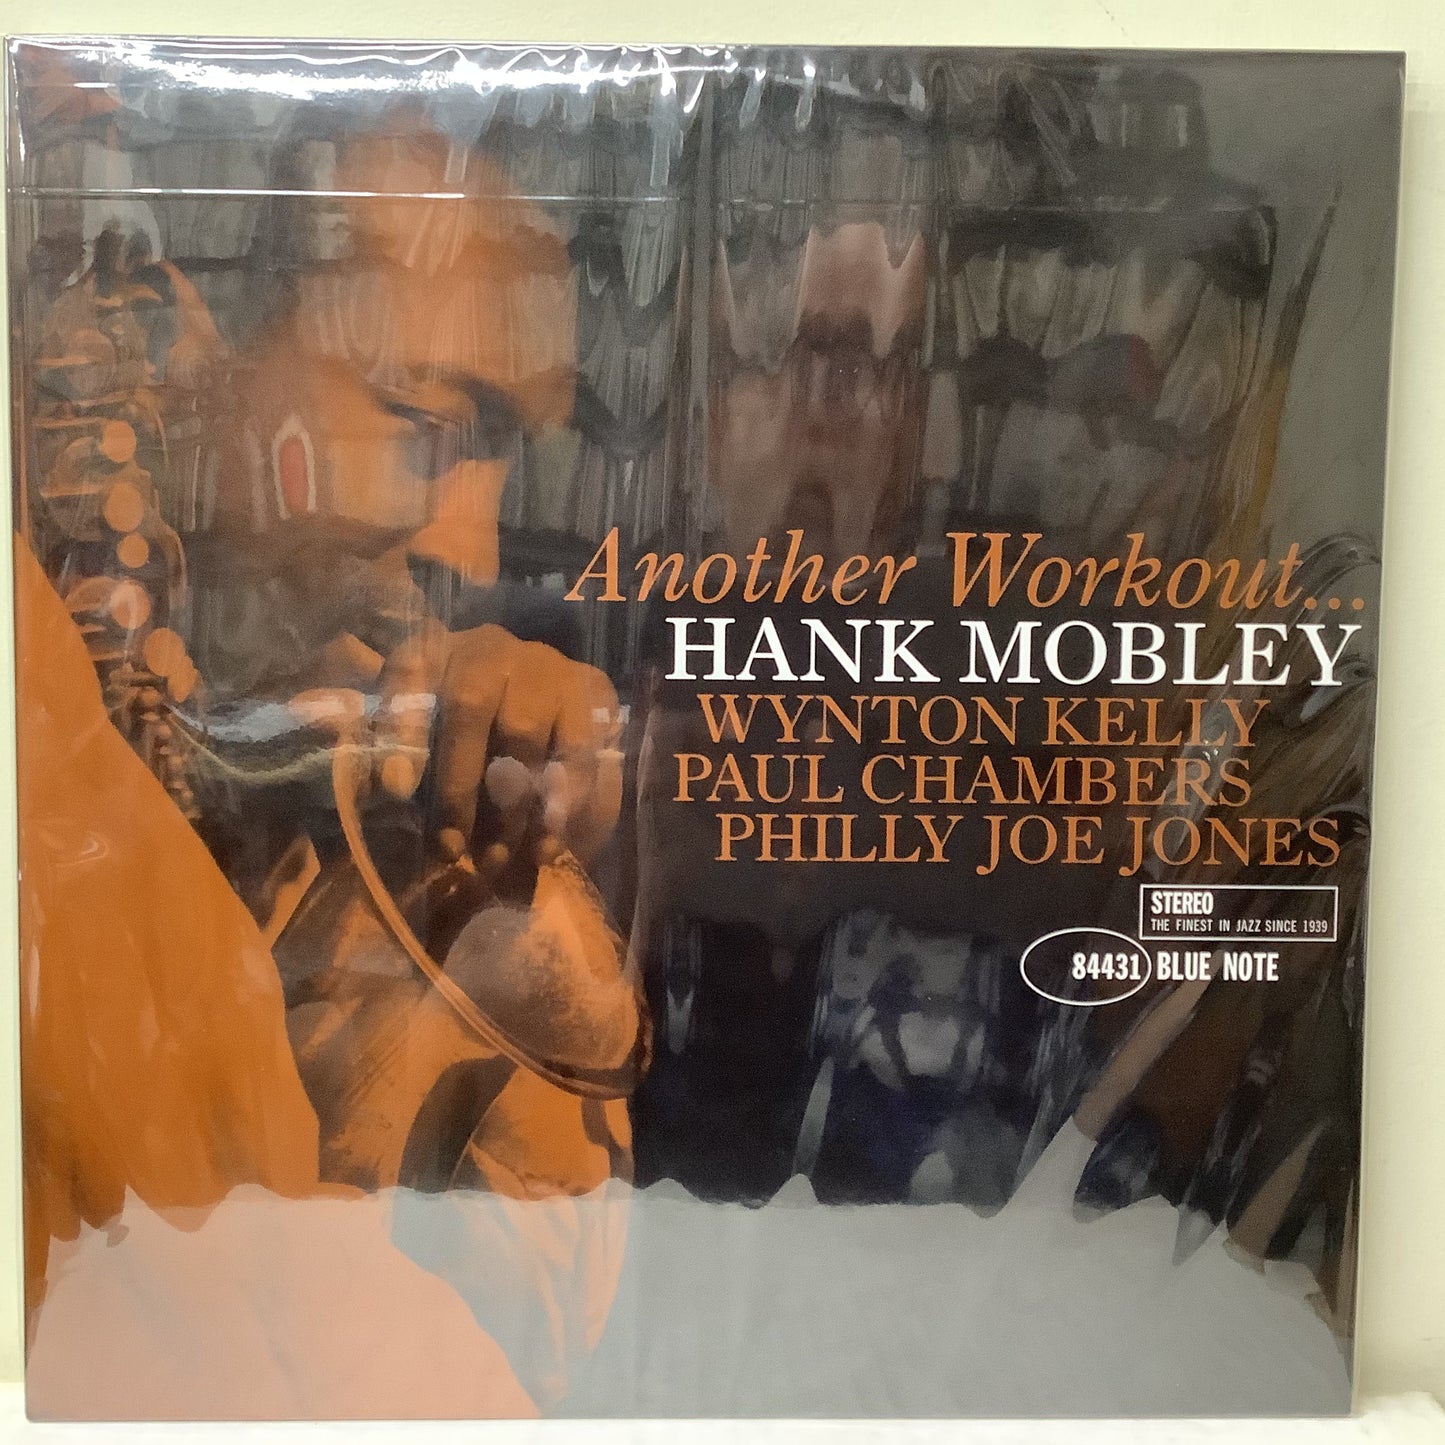 Another Workout...
HANK MOBLEY
WYNTON KELLY
PAUL CHAMBERS
PHILLY JOE JONES
STEREO
THE FINEST IN JAZZ SINCE 1939
84431 BLUE NOTE